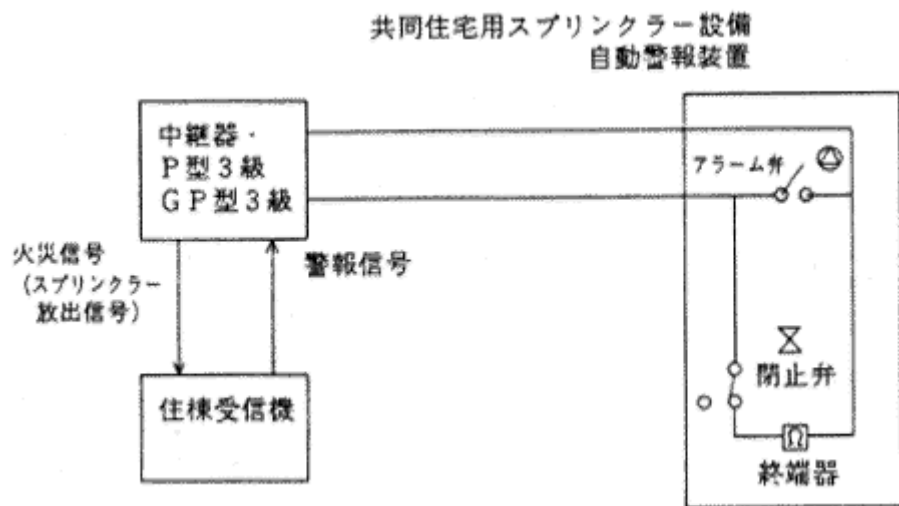 共同住宅用スプリンクラー設備
自動警報装置
中継器・
P型3級
GP型3級
アラーム弁
火災信号
(スプリンクラー
放出信号)
警報信号
住棟受信機
閉止弁
Ω
終端器